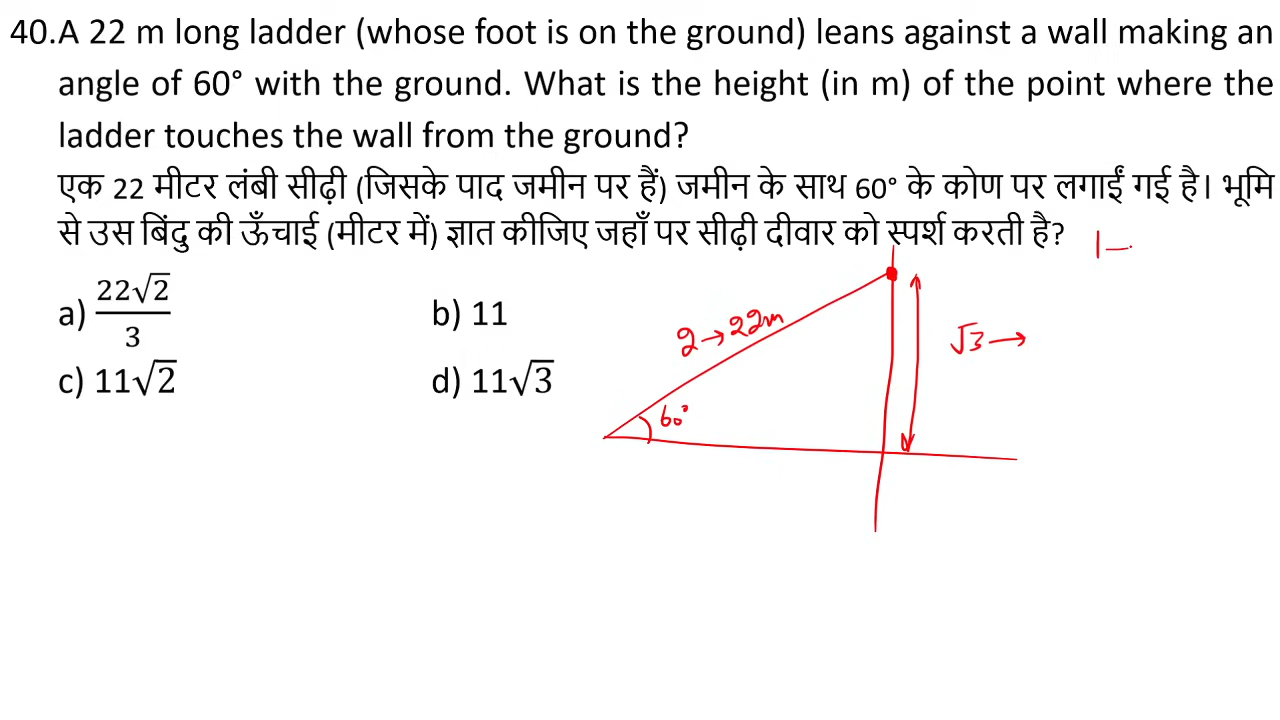 40.A 22 m long ladder (whose foot is on the ground) leans against a wall making an
angle of 60° with the ground. What is the height (in m) of the point where the
ladder touches the wall from the ground?
एक 22 मीटर लंबी सीढ़ी (जिसके पाद जमीन पर हैं) जमीन के साथ 60° के कोण पर लगाईं गई है। भूमि
से उस बिंदु की ऊँचाई (मीटर में) ज्ञात कीजिए जहाँ पर सीढ़ी दीवार को स्पर्श करती है?
1–
a) 22√2/3
b) 11
2→22m
√3→
c) 11√2
d) 11√3
60°